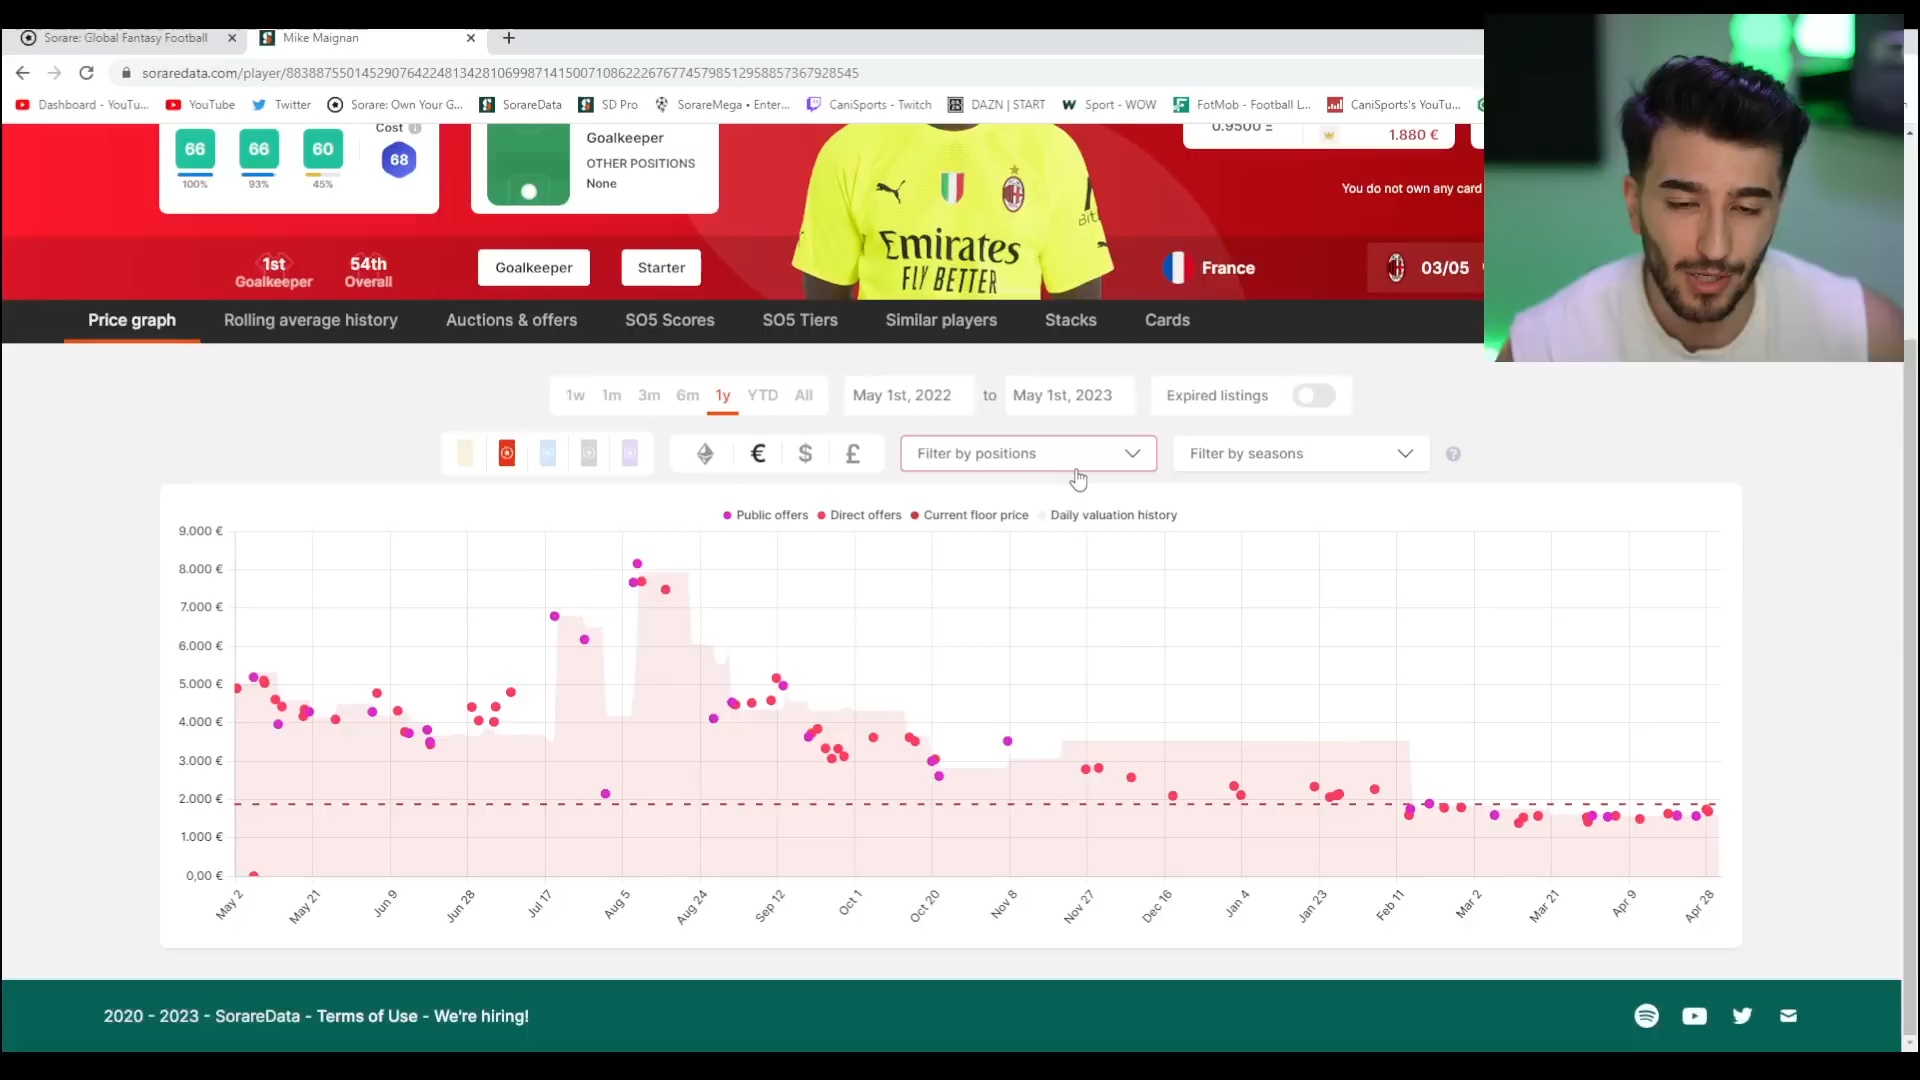 Sorare: Global Fantasy Football
Mike Maignan
soraredata.com/player/88388755014529076422481342810699871415007108622267677457985129588573679​28545
Dashboard - YouTu...
YouTube
Twitter
Sorare: Own Your G...
SorareData
SD Pro
SorareMega • Enter...
CaniSports - Twitch
DAZN | START
Sport - WOW
FotMob - Football L...
CaniSports's YouTu...
Cost
66
66
60
68
100%
93%
45%
Goalkeeper
OTHER POSITIONS
None
0.9500 Ξ
1.880 €
You do not own any card
1st
Goalkeeper
54th
Overall
Goalkeeper
Starter
Emirates
FLY BETTER
France
03/05
Price graph
Rolling average history
Auctions & offers
SO5 Scores
SO5 Tiers
Similar players
Stacks
Cards
1w
1m
3m
6m
1y
YTD
All
May 1st, 2022
to
May 1st, 2023
Expired listings
€
$
£
Filter by positions
Filter by seasons
?
Public offers
Direct offers
Current floor price
Daily valuation history
9.000 €
8.000 €
7.000 €
6.000 €
5.000 €
4.000 €
3.000 €
2.000 €
1.000 €
0,00 €
May 2
May 21
Jun 9
Jun 28
Jul 17
Aug 5
Aug 24
Sep 12
Oct 1
Oct 20
Nov 8
Nov 27
Dec 16
Jan 4
Jan 23
Feb 11
Mar 2
Mar 21
Apr 9
Apr 28
2020 - 2023 - SorareData - Terms of Use - We're hiring!